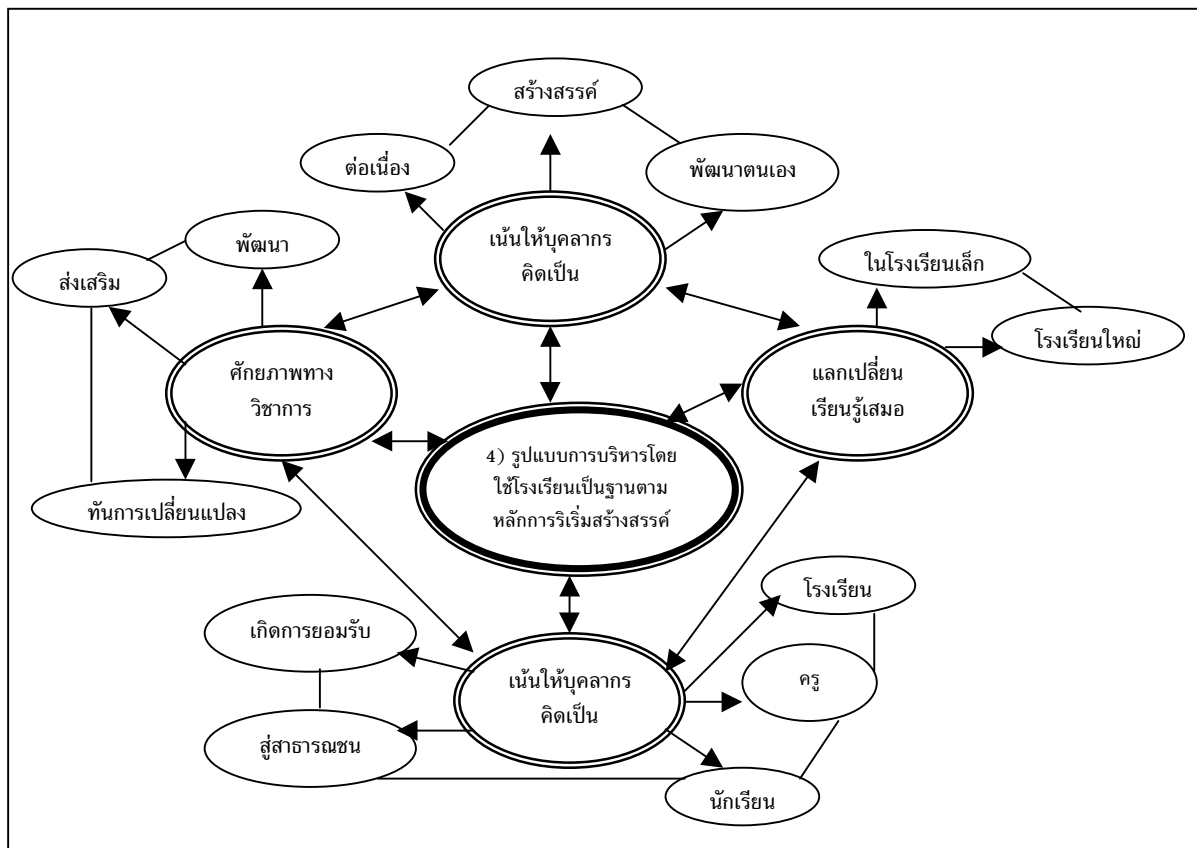 สร้างสรรค์
ต่อเนื่อง
พัฒนาตนเอง
เน้นให้บุคลากร
คิดเป็น
พัฒนา
ส่งเสริม
ในโรงเรียนเล็ก
โรงเรียนใหญ่
ศักยภาพทาง
วิชาการ
แลกเปลี่ยน
เรียนรู้เสมอ
4) รูปแบบการบริหารโดย
ใช้โรงเรียนเป็นฐานตาม
หลักการริเริ่มสร้างสรรค์
ทันการเปลี่ยนแปลง
โรงเรียน
เกิดการยอมรับ
เน้นให้บุคลากร
คิดเป็น
ครู
สู่สาธารณชน
นักเรียน